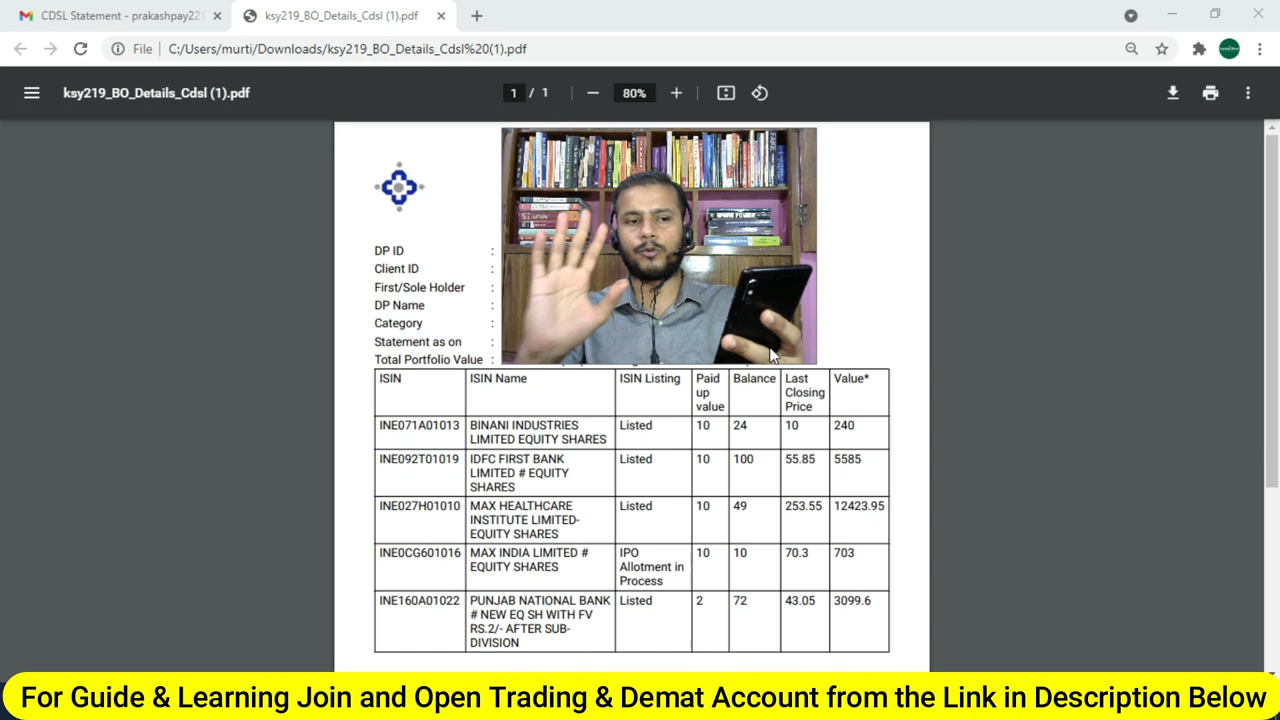 CDSL Statement - prakashpay221
ksy219_BO_Details_Cdsl (1).pdf
File
C:/Users/murti/Downloads/ksy219_BO_Details_Cdsl%20(1).pdf
ksy219_BO_Details_Cdsl (1).pdf
1 / 1
80%
DP ID :
Client ID :
First/Sole Holder :
DP Name :
Category :
Statement as on :
Total Portfolio Value :
ISIN ISIN Name ISIN Listing Paid up value Balance Last Closing Price Value*
INE071A01013 BINANI INDUSTRIES LIMITED EQUITY SHARES Listed 10 24 10 240
INE092T01019 IDFC FIRST BANK LIMITED # EQUITY SHARES Listed 10 100 55.85 5585
INE027H01010 MAX HEALTHCARE INSTITUTE LIMITED- EQUITY SHARES Listed 10 49 253.55 12423.95
INE0CG601016 MAX INDIA LIMITED # EQUITY SHARES IPO Allotment in Process 10 10 70.3 703
INE160A01022 PUNJAB NATIONAL BANK # NEW EQ SH WITH FV RS.2/- AFTER SUB-DIVISION Listed 2 72 43.05 3099.6
For Guide & Learning Join and Open Trading & Demat Account from the Link in Description Below